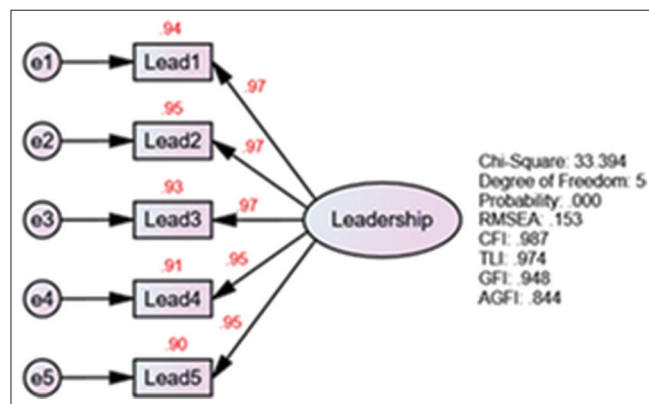 .94
e1
Lead1
.97
.95
e2
Lead2
.97
.93
e3
Lead3
.97
Leadership
.91
e4
Lead4
.95
.90
e5
Lead5
.95
Chi-Square: 33.394
Degree of Freedom: 5
Probability: .000
RMSEA: .153
CFI: .987
TLI: .974
GFI: .948
AGFI: .844